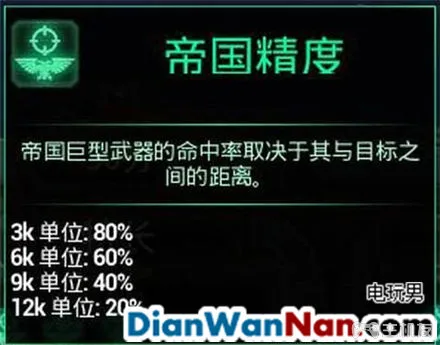 帝国精度
帝国巨型武器的命中率取决于其与目标之
间的距离。
3k 单位: 80%
6k 单位: 60%
9k 单位: 40%
12k 单位: 20%
电玩男
DianWanNan.com